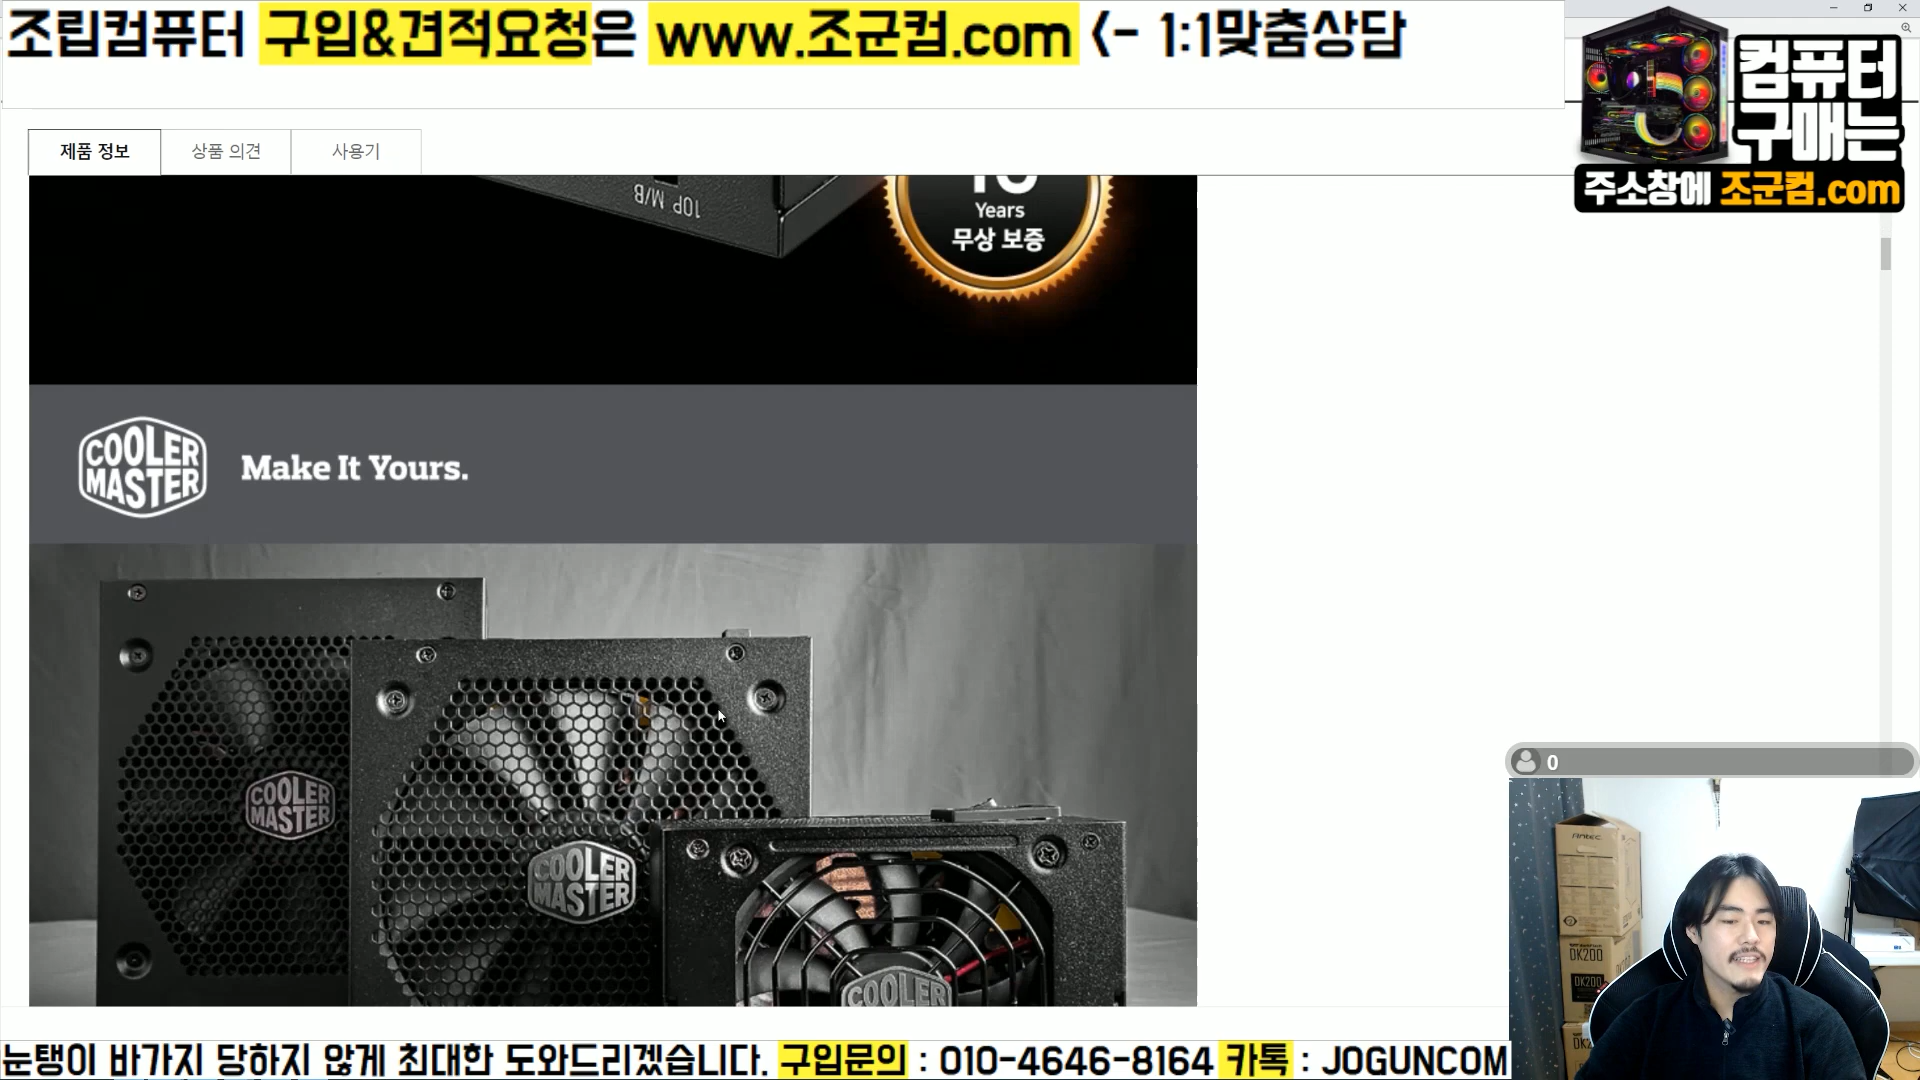 조립컴퓨터 구입&견적요청은 www.조군컴.com <- 1:1맞춤상담
컴퓨터
구매는
주소창에 조군컴.com
제품 정보 상품 의견 사용기
10P M/B
10
Years
무상 보증
COOLER
MASTER
Make It Yours.
COOLER
MASTER
COOLER
MASTER
COOLER
0
Antec
DK200
DK200
눈탱이 바가지 당하지 않게 최대한 도와드리겠습니다. 구입문의 : 010-4646-8164 카톡 : JOGUNCOM